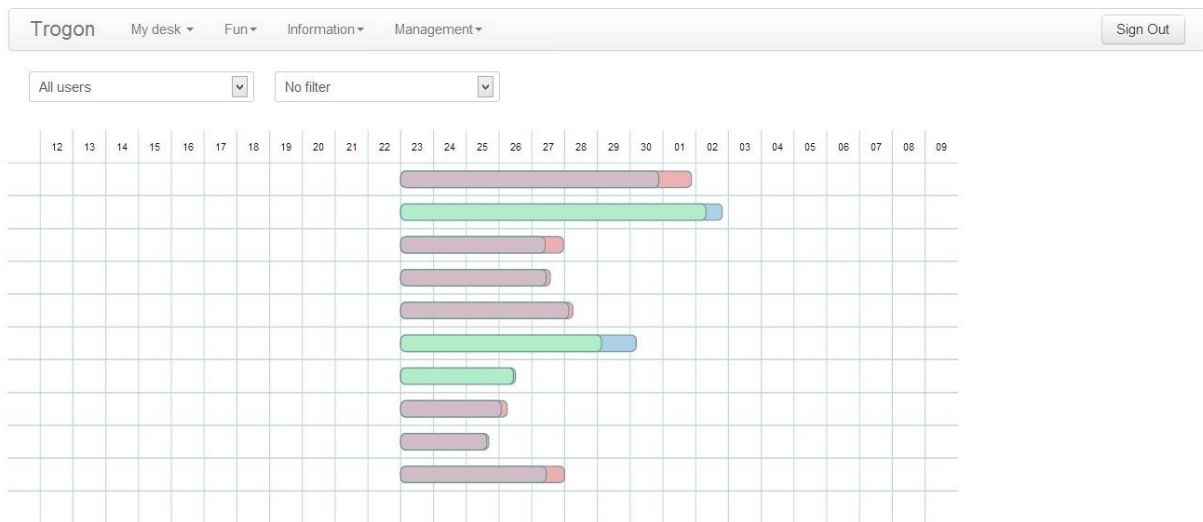 Trogon My desk Fun Information Management Sign Out
All users No filter
12 13 14 15 16 17 18 19 20 21 22 23 24 25 26 27 28 29 30 01 02 03 04 05 06 07 08 09